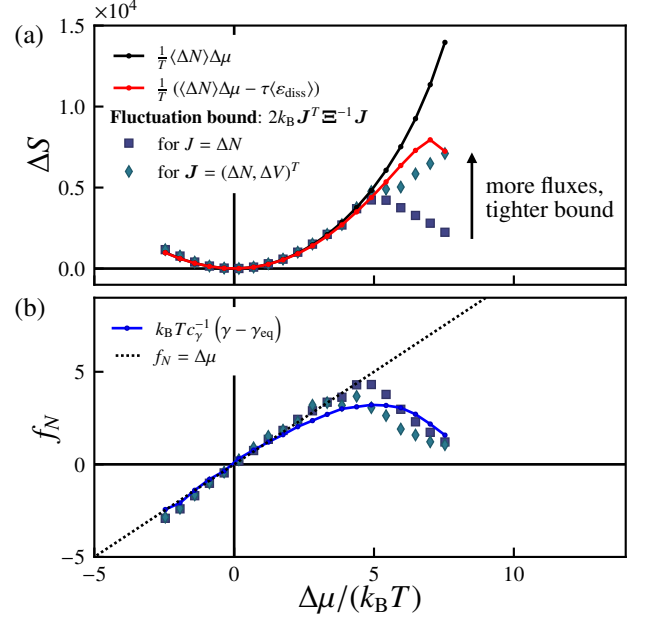 (a)
×10⁴
1.5
1.0
0.5
0.0
ΔS
1/T ⟨ΔN⟩Δμ
1/T (⟨ΔN⟩Δμ − τ⟨ε_diss⟩)
Fluctuation bound: 2k_B J^T Ξ^−1 J
for J = ΔN
for J = (ΔN, ΔV)^T
more fluxes,
tighter bound
(b)
5
0
−5
f_N
k_B T c_γ^−1 (γ − γ_eq)
f_N = Δμ
−5 0 5 10
Δμ/(k_B T)